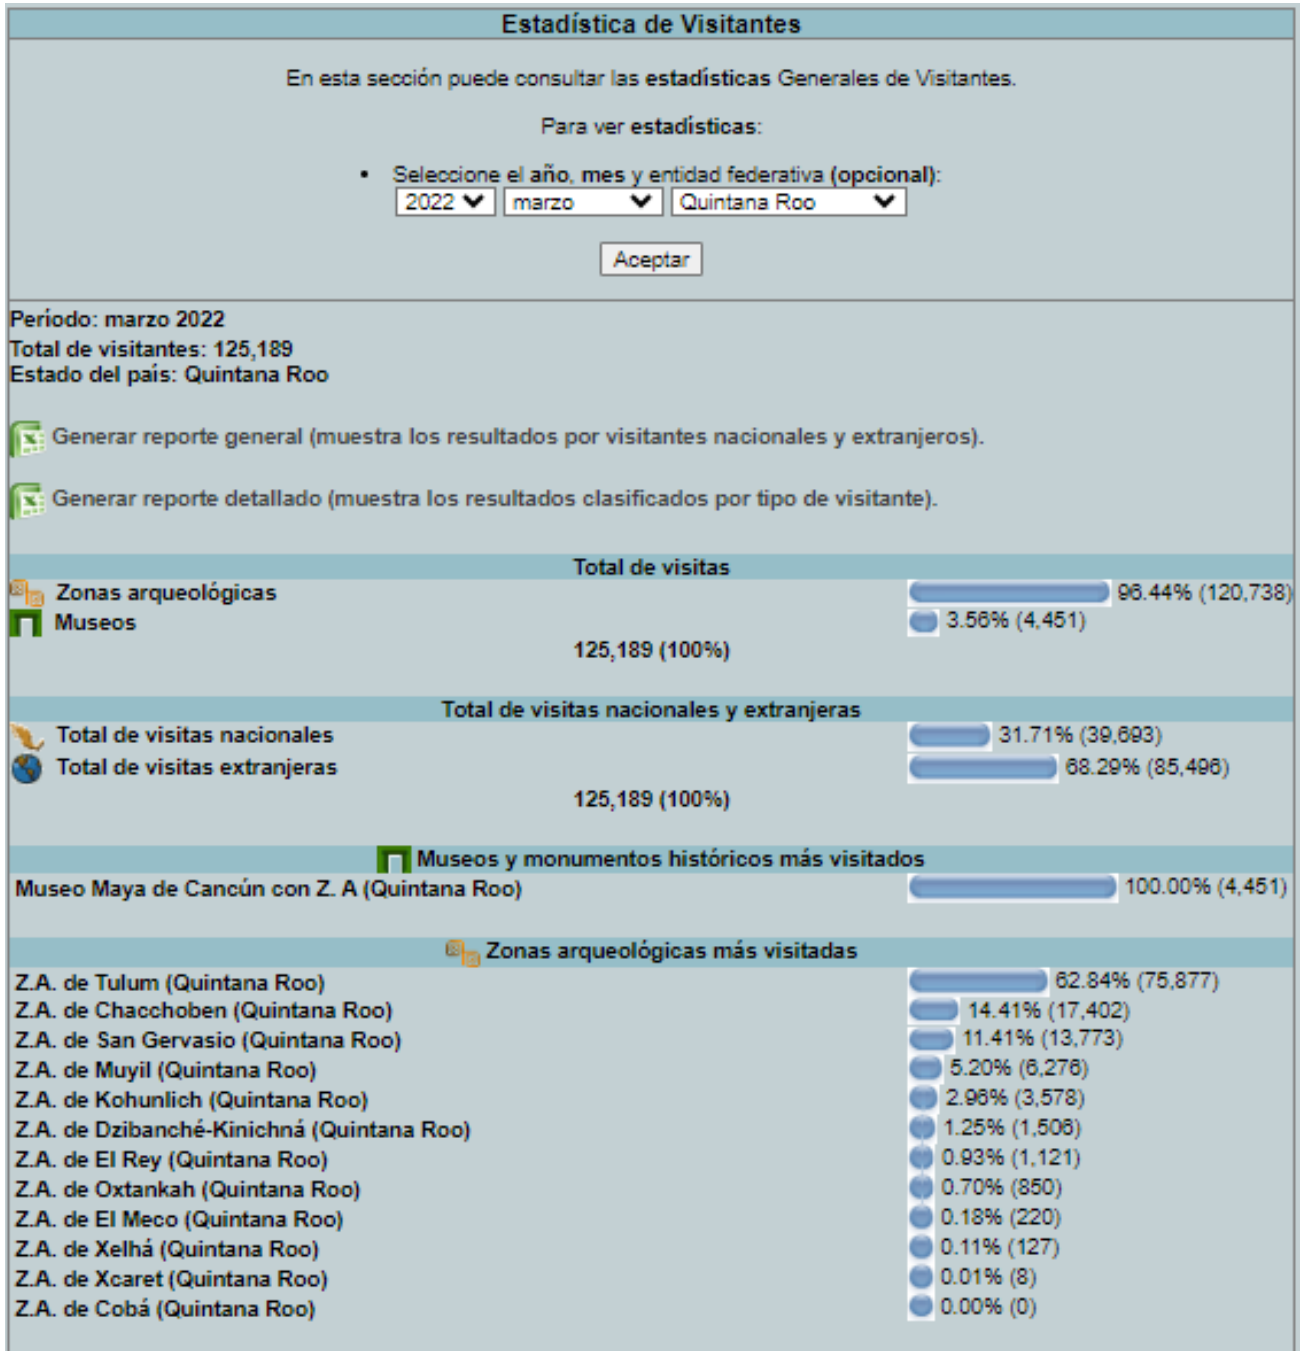 Estadística de Visitantes
En esta sección puede consultar las estadísticas Generales de Visitantes.
Para ver estadísticas:
• Seleccione el año, mes y entidad federativa (opcional):
2022 marzo Quintana Roo
Aceptar
Período: marzo 2022
Total de visitantes: 125,189
Estado del país: Quintana Roo
Generar reporte general (muestra los resultados por visitantes nacionales y extranjeros).
Generar reporte detallado (muestra los resultados clasificados por tipo de visitante).
Total de visitas
Zonas arqueológicas 96.44% (120,738)
Museos 3.56% (4,451)
125,189 (100%)
Total de visitas nacionales y extranjeras
Total de visitas nacionales 31.71% (39,693)
Total de visitas extranjeras 68.29% (85,496)
125,189 (100%)
Museos y monumentos históricos más visitados
Museo Maya de Cancún con Z. A (Quintana Roo) 100.00% (4,451)
Zonas arqueológicas más visitadas
Z.A. de Tulum (Quintana Roo) 62.84% (75,877)
Z.A. de Chacchoben (Quintana Roo) 14.41% (17,402)
Z.A. de San Gervasio (Quintana Roo) 11.41% (13,773)
Z.A. de Muyil (Quintana Roo) 5.20% (6,276)
Z.A. de Kohunlich (Quintana Roo) 2.96% (3,578)
Z.A. de Dzibanché-Kinichná (Quintana Roo) 1.25% (1,506)
Z.A. de El Rey (Quintana Roo) 0.93% (1,121)
Z.A. de Oxtankah (Quintana Roo) 0.70% (850)
Z.A. de El Meco (Quintana Roo) 0.18% (220)
Z.A. de Xelhá (Quintana Roo) 0.11% (127)
Z.A. de Xcaret (Quintana Roo) 0.01% (8)
Z.A. de Cobá (Quintana Roo) 0.00% (0)